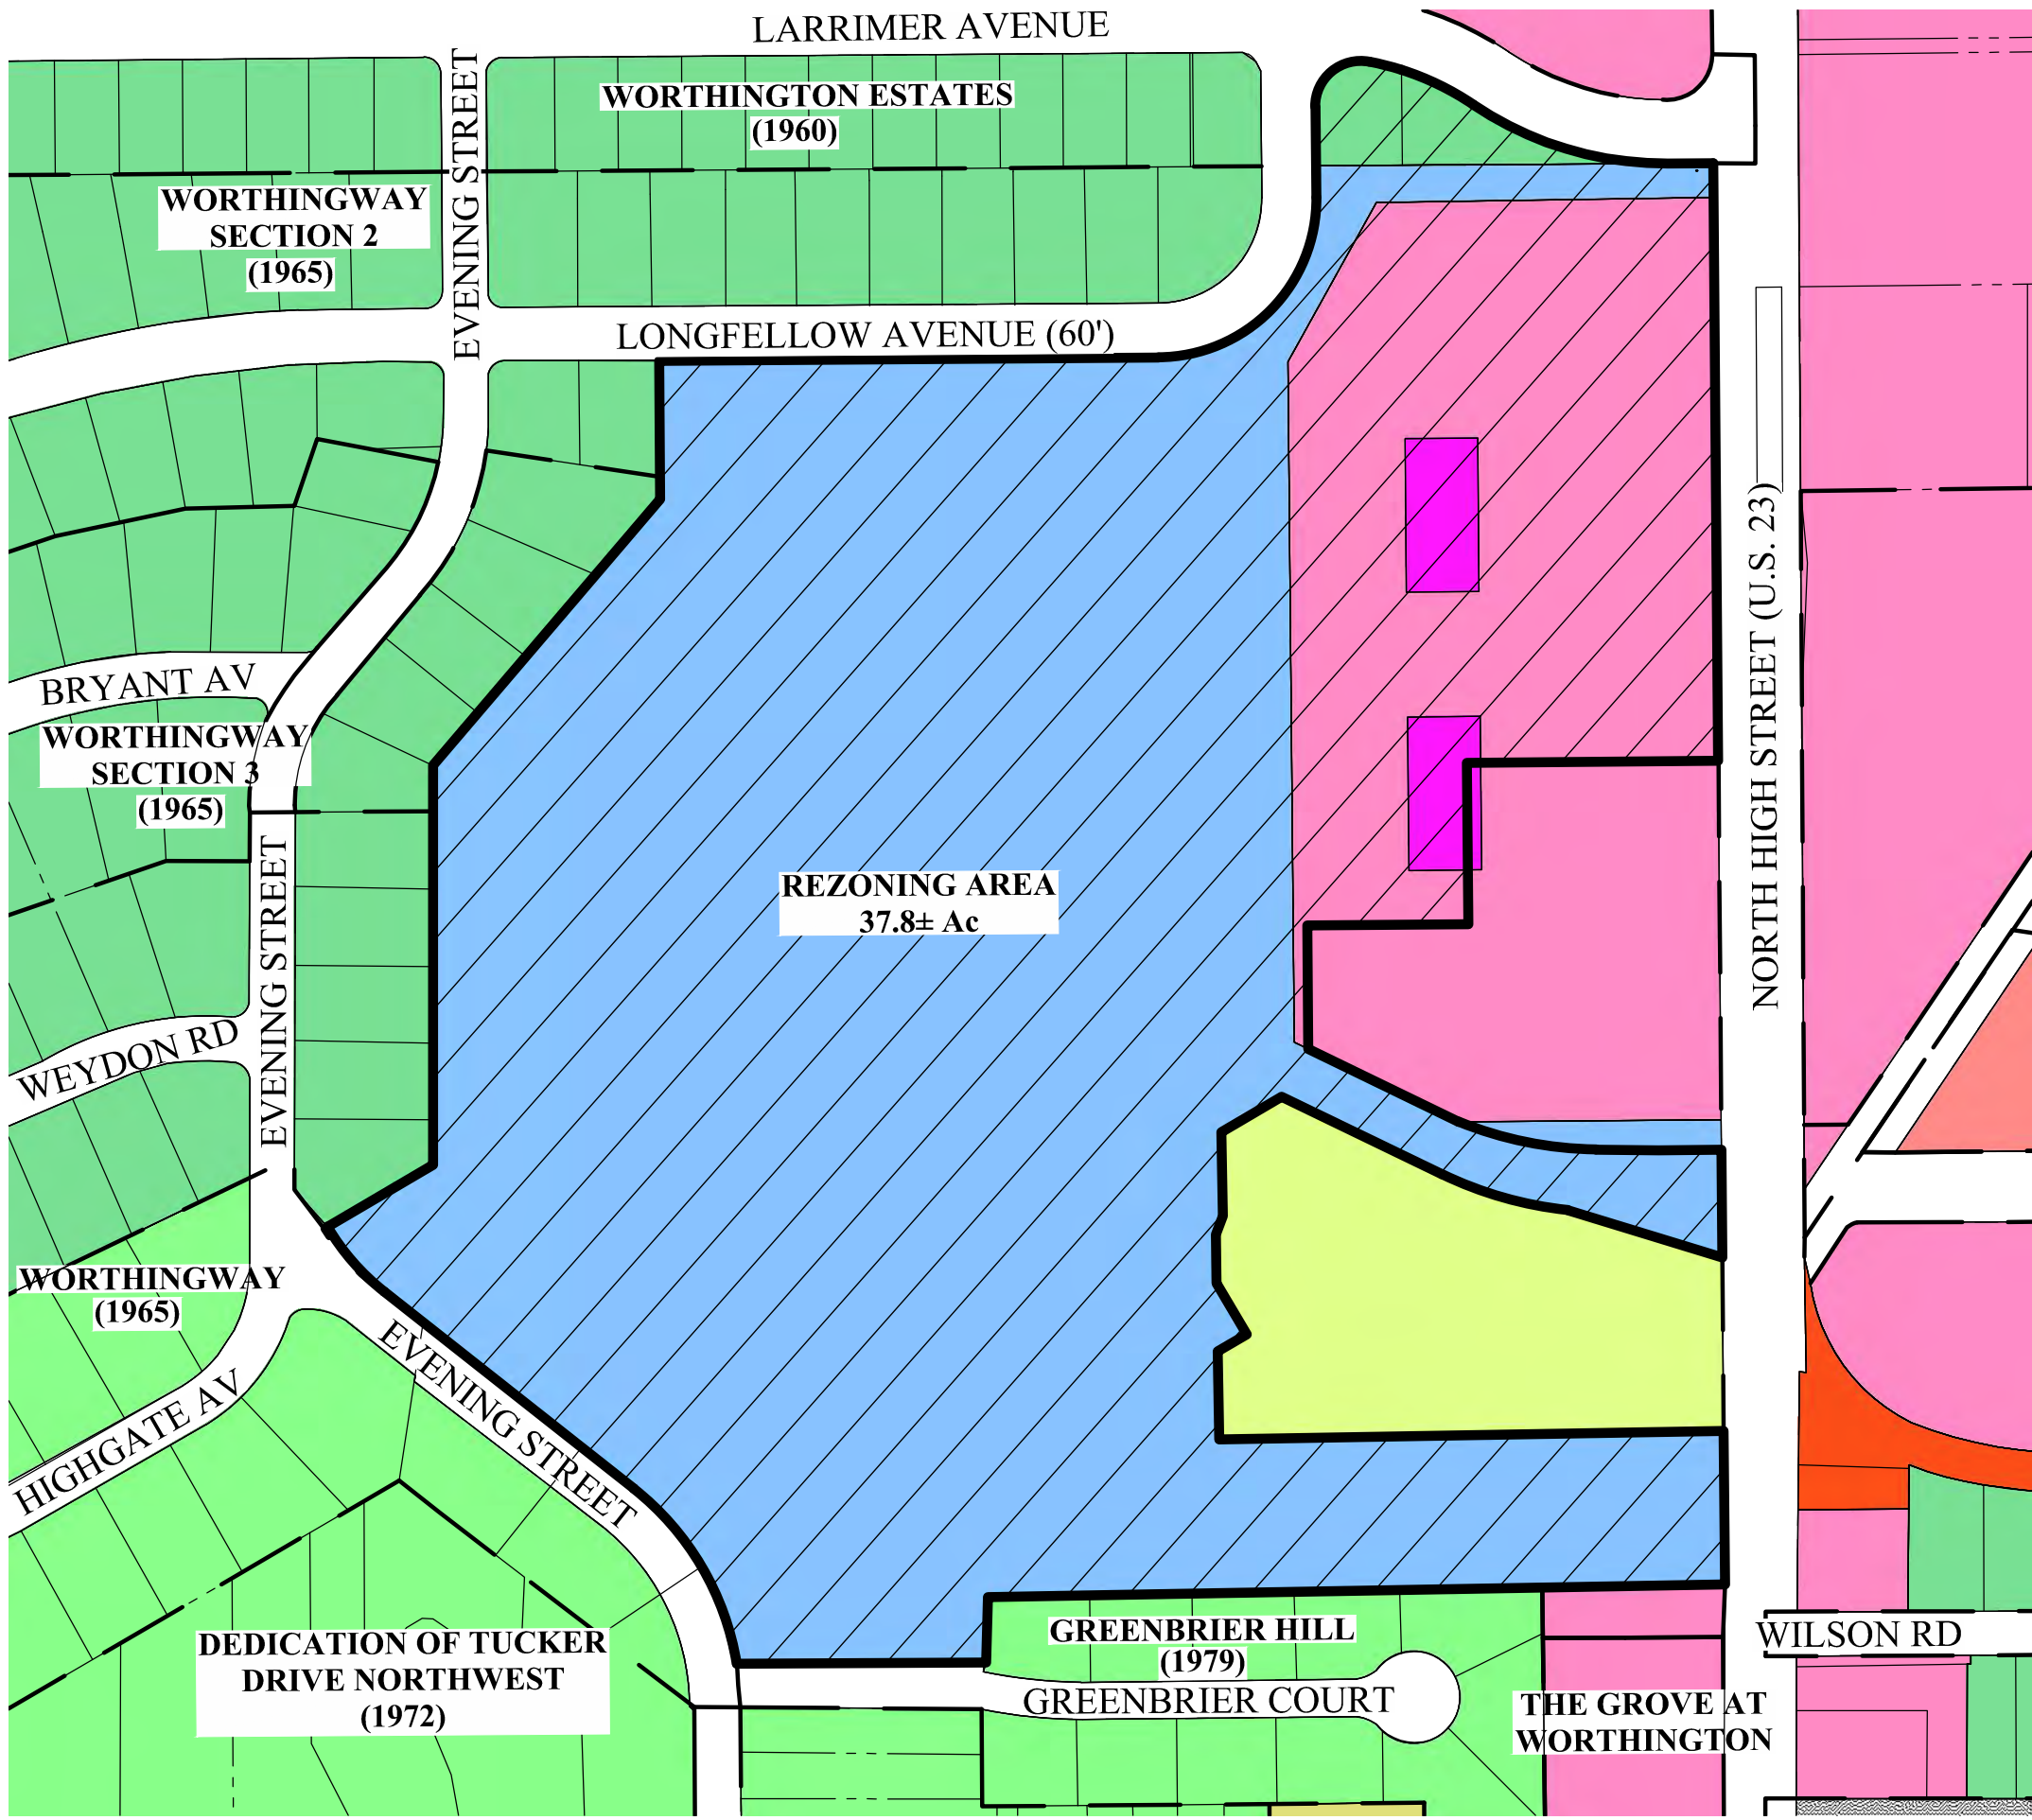 LARRIMER AVENUE
EVENING STREET
WORTHINGTON ESTATES
(1960)
WORTHINGWAY
SECTION 2
(1965)
LONGFELLOW AVENUE (60')
NORTH HIGH STREET (U.S. 23)
BRYANT AV
WORTHINGWAY
SECTION 3
(1965)
EVENING STREET
REZONING AREA
37.8± Ac
WEYDON RD
WORTHINGWAY
(1965)
EVENING STREET
HIGHGATE AV
DEDICATION OF TUCKER
DRIVE NORTHWEST
(1972)
GREENBRIER HILL
(1979)
GREENBRIER COURT
WILSON RD
THE GROVE AT
WORTHINGTON